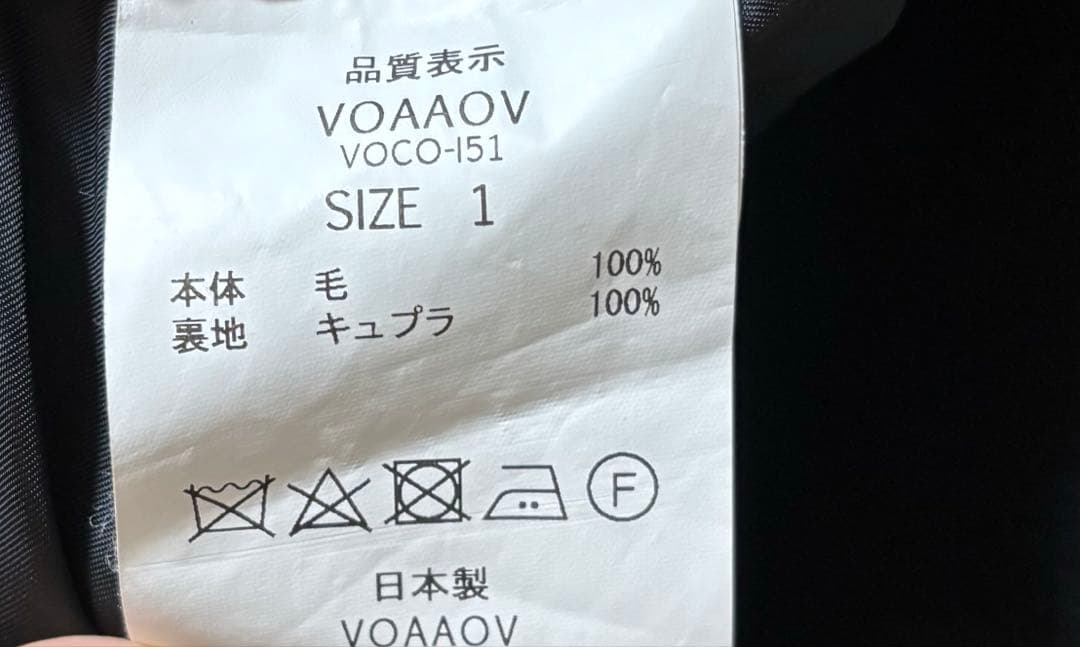 品質表示
VOAAOV
VOCO-151
SIZE 1
本体 毛 100%
裏地 キュプラ 100%
F
日本製
VOAAOV